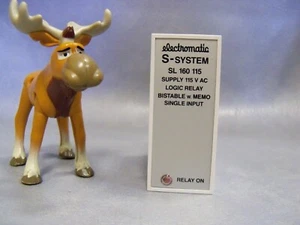 electromatic
S-SYSTEM
SL 160 115
SUPPLY 115 V AC
LOGIC RELAY
BISTABLE w. MEMO
SINGLE INPUT
RELAY ON